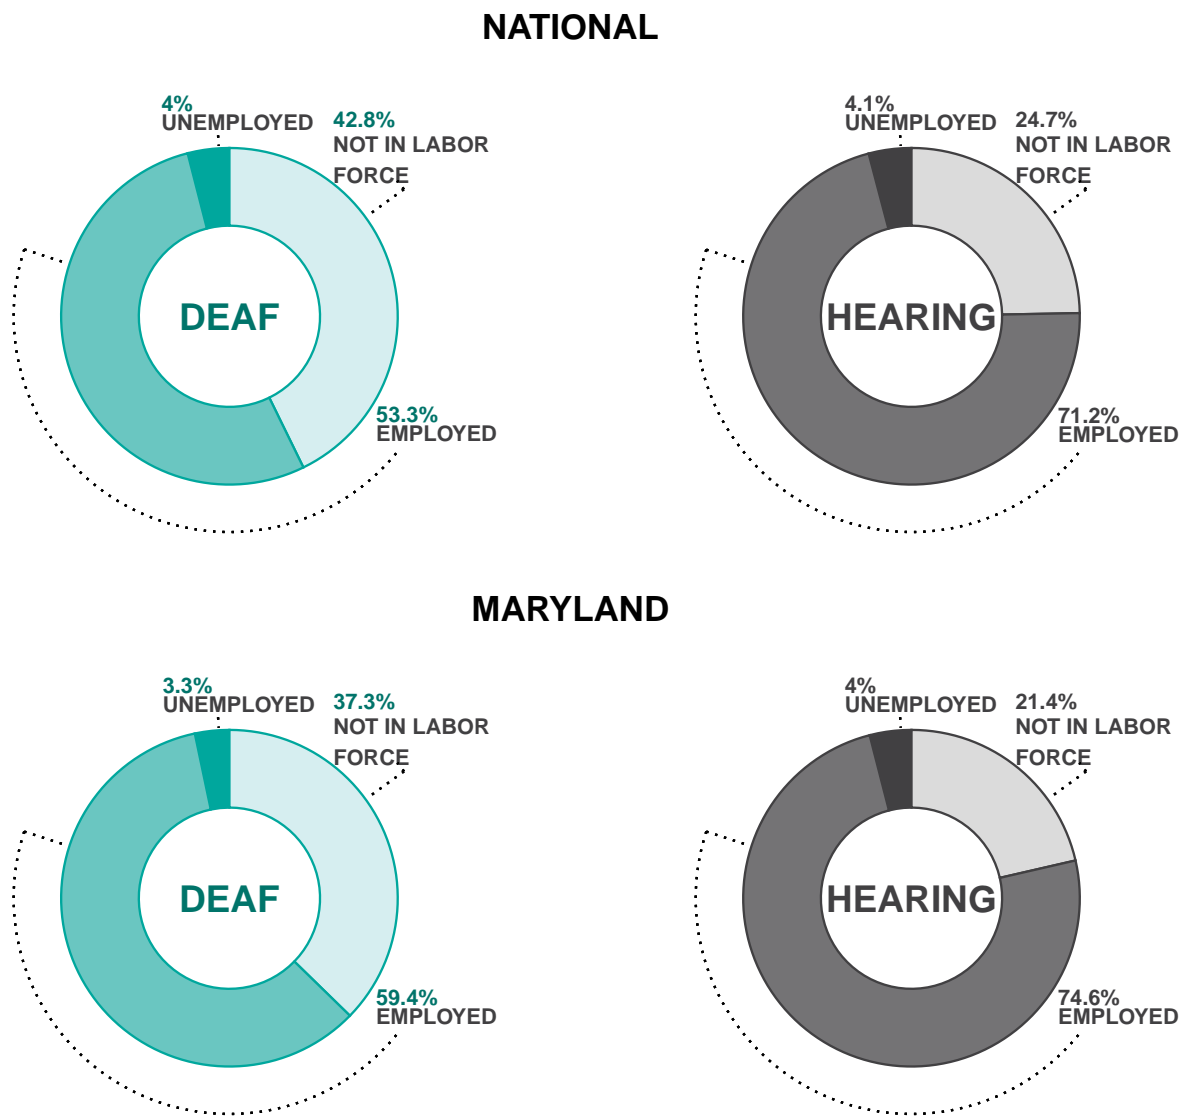 NATIONAL
4%
UNEMPLOYED
42.8%
NOT IN LABOR
FORCE
DEAF
53.3%
EMPLOYED
4.1%
UNEMPLOYED
24.7%
NOT IN LABOR
FORCE
HEARING
71.2%
EMPLOYED
MARYLAND
3.3%
UNEMPLOYED
37.3%
NOT IN LABOR
FORCE
DEAF
59.4%
EMPLOYED
4%
UNEMPLOYED
21.4%
NOT IN LABOR
FORCE
HEARING
74.6%
EMPLOYED